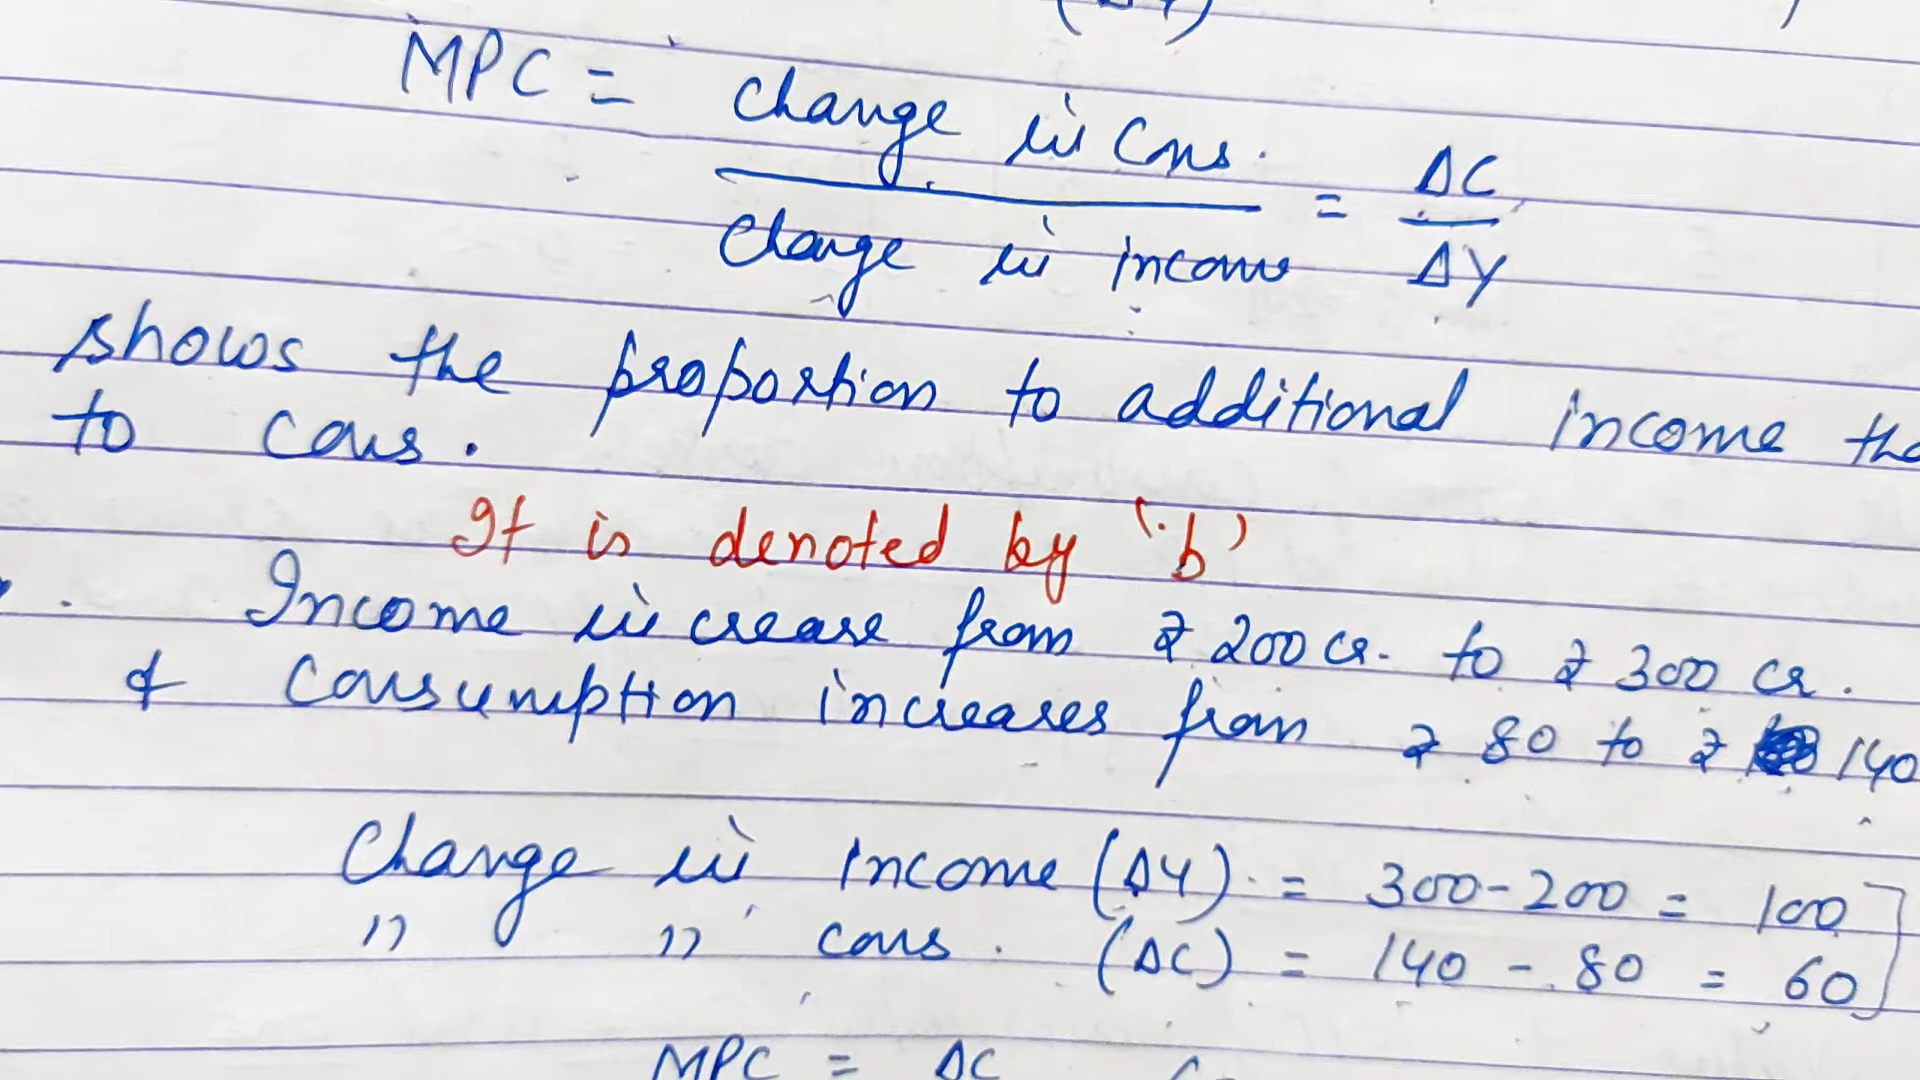 (ΔY)
MPC = change in Cons. = ΔC
change in income ΔY
shows the proportion to additional income tha
to cons.
It is denoted by 'b'
Income increase from ₹ 200 cr. to ₹ 300 cr.
& consumption increases from ₹ 80 to ₹ 140
Change in income (ΔY) = 300 - 200 = 100
" " cons. (ΔC) = 140 - 80 = 60
MPC = ΔC